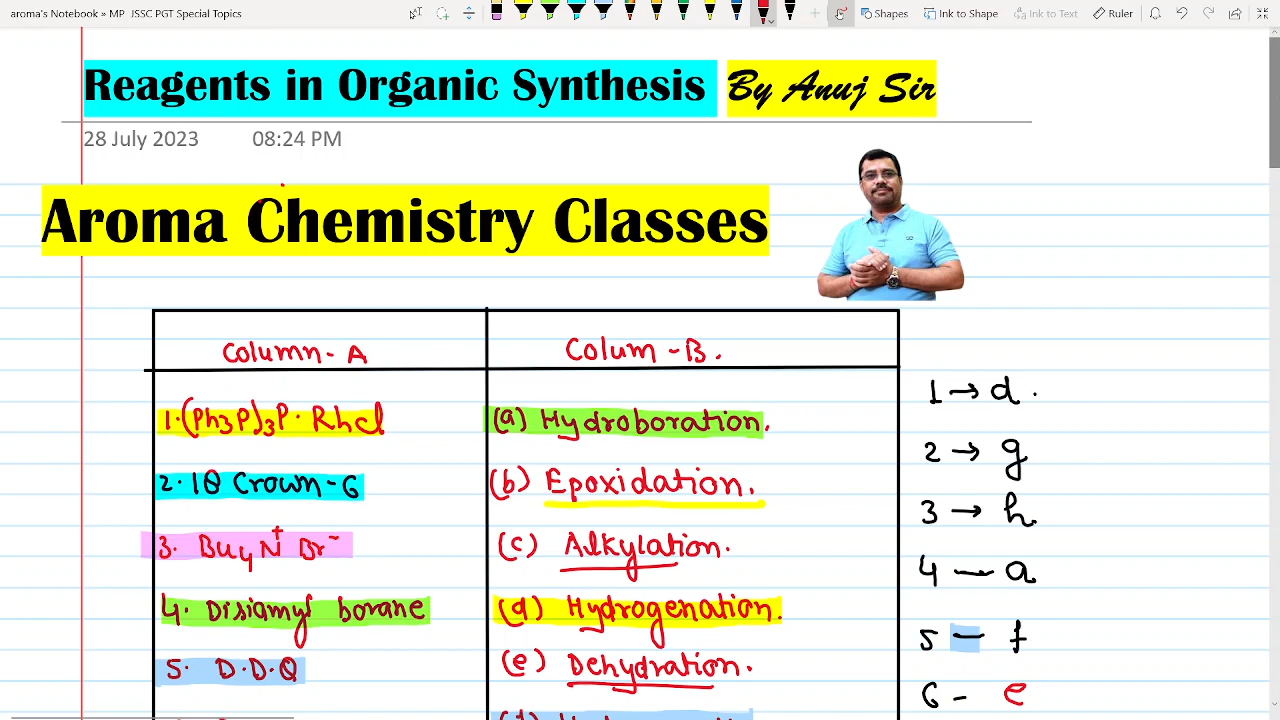 aroma's Notebook » MP JSSC PGT Special Tops
Shapes Ink to Shape Ink to Text Ruler
Reagents in Organic Synthesis By Anuj Sir
28 July 2023 08:24 PM
Aroma Chemistry Classes
Column - A Colum - B.
1. (Ph3P)3P. RhCl (a) Hydroboration.
2. 18 Crown-6 (b) Epoxidation.
3. Bu4N+ Br- (c) Alkylation.
4. Disiamyl borane (d) Hydrogenation.
5. D.D.Q (e) Dehydration.
1 → d.
2 → g
3 → h
4 — a
5 — f
6 - e